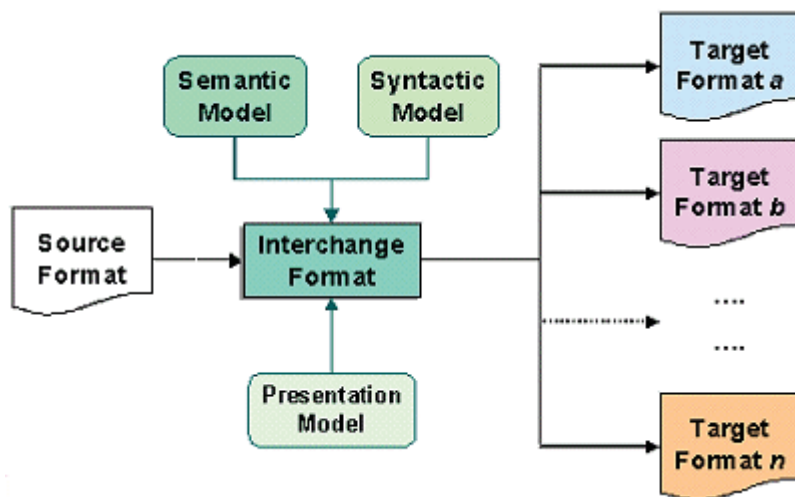 Semantic
Model
Syntactic
Model
Source
Format
Interchange
Format
Presentation
Model
Target
Format a
Target
Format b
....
....
Target
Format n